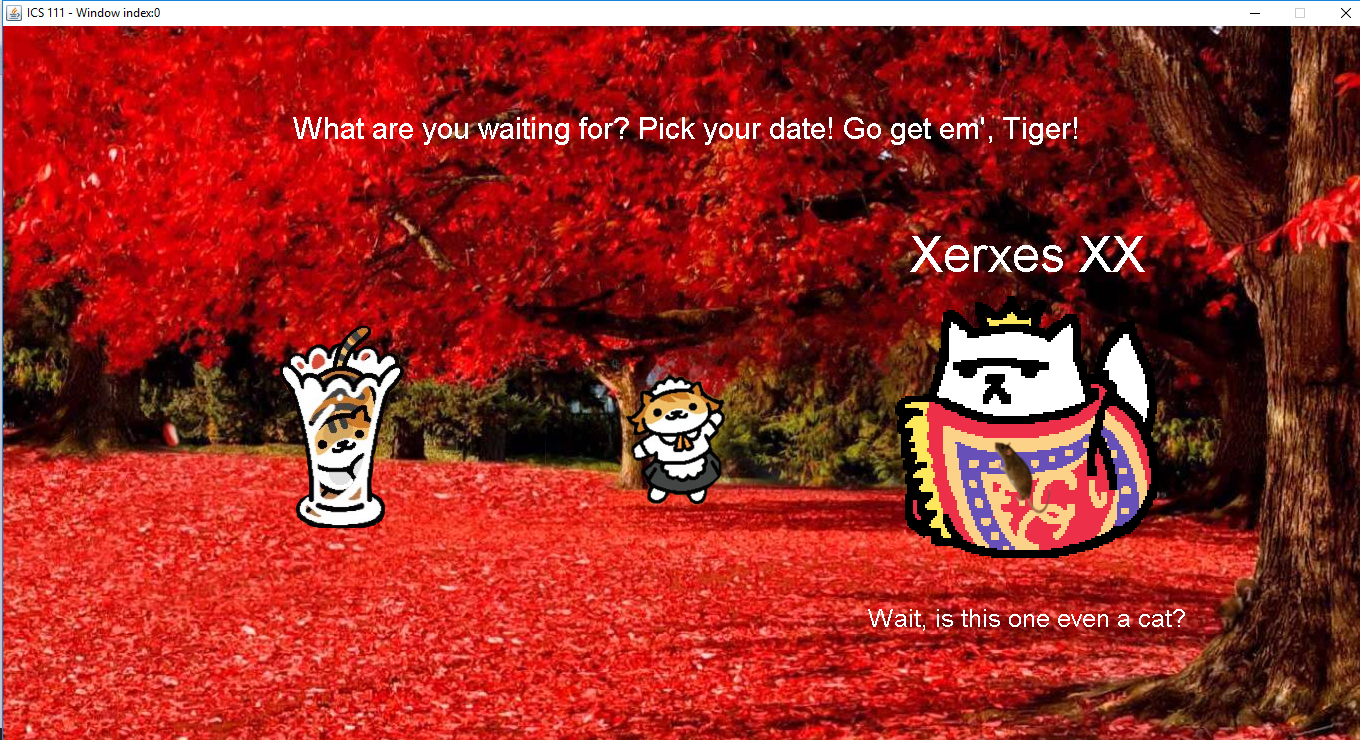 ICS 111 - Window index:0
What are you waiting for? Pick your date! Go get em', Tiger!
Xerxes XX
Wait, is this one even a cat?